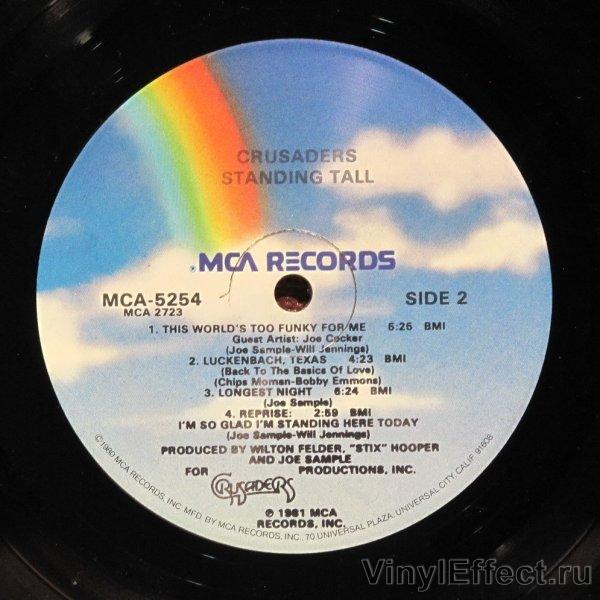 CRUSADERS
STANDING TALL
MCA RECORDS
MCA-5254
MCA 2723
SIDE 2
1. THIS WORLD'S TOO FUNKY FOR ME 5:26 BMI
Guest Artist: Joe Cocker
(Joe Sample-Will Jennings)
2. LUCKENBACH, TEXAS 4:23 BMI
(Back To The Basics Of Love)
(Chips Moman-Bobby Emmons)
3. LONGEST NIGHT 6:24 BMI
(Joe Sample)
4. REPRISE: 2:59 BMI
I'M SO GLAD I'M STANDING HERE TODAY
(Joe Sample-Will Jennings)
PRODUCED BY WILTON FELDER, "STIX" HOOPER
AND JOE SAMPLE
FOR CRUSADERS PRODUCTIONS, INC.
℗ 1981 MCA
RECORDS, INC.
©1980 MCA RECORDS, INC. MFD. BY MCA RECORDS, INC., 70 UNIVERSAL PLAZA, UNIVERSAL CITY, CALIF. 91608
VinylEffect.ru